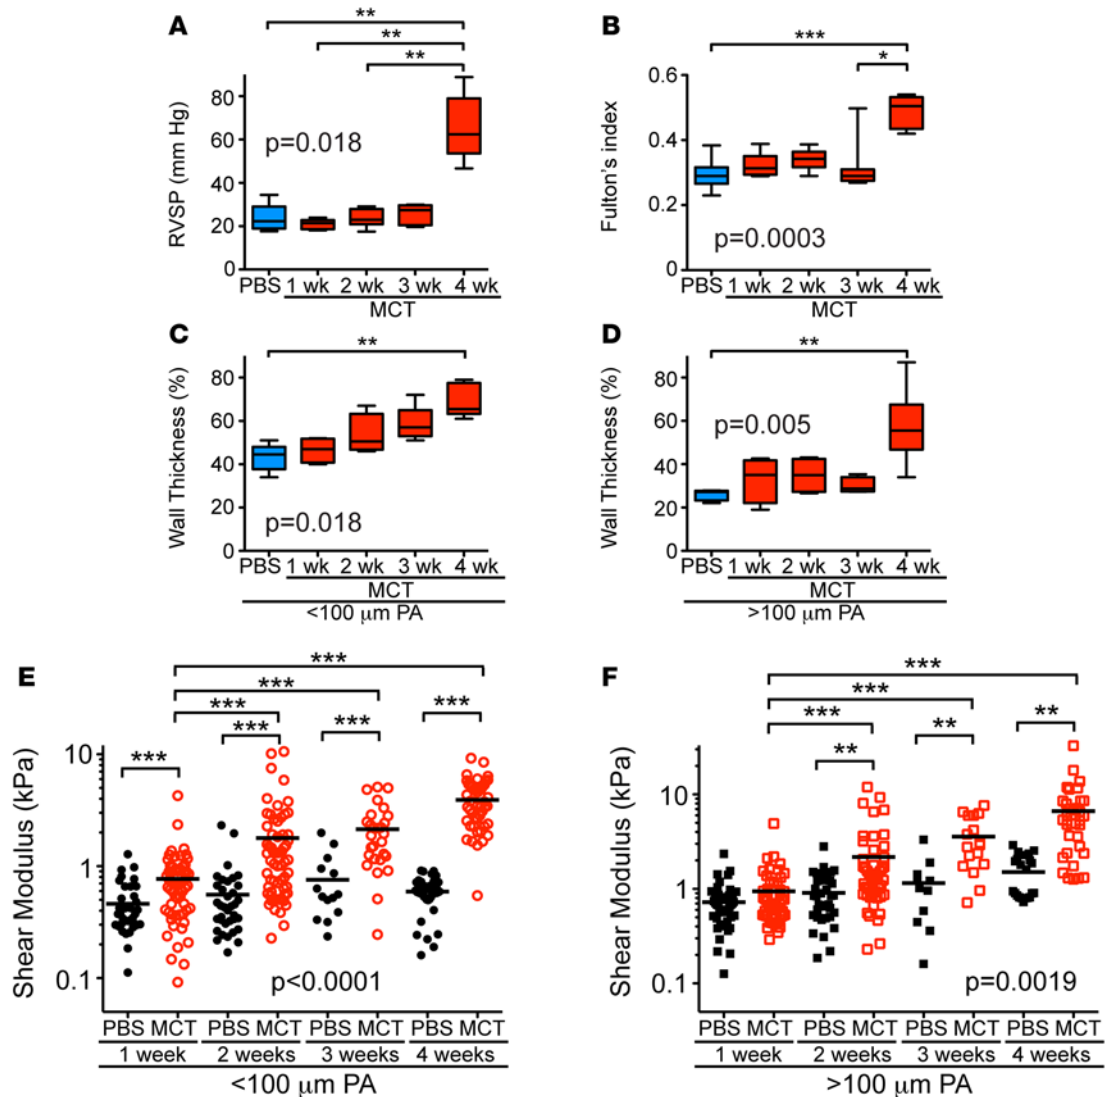 A
**
**
**
RVSP (mm Hg)
80
60
40
20
0
p=0.018
PBS 1 wk 2 wk 3 wk 4 wk
MCT
B
***
*
Fulton's index
0.6
0.4
0.2
0
p=0.0003
PBS 1 wk 2 wk 3 wk 4 wk
MCT
C
**
Wall Thickness (%)
80
60
40
20
0
p=0.018
PBS 1 wk 2 wk 3 wk 4 wk
MCT
<100 μm PA
D
**
Wall Thickness (%)
80
60
40
20
0
p=0.005
PBS 1 wk 2 wk 3 wk 4 wk
MCT
>100 μm PA
E
***
***
***
***
***
***
***
Shear Modulus (kPa)
10
1
0.1
p<0.0001
PBS MCT PBS MCT PBS MCT PBS MCT
1 week 2 weeks 3 weeks 4 weeks
<100 μm PA
F
***
***
***
**
**
**
Shear Modulus (kPa)
10
1
0.1
p=0.0019
PBS MCT PBS MCT PBS MCT PBS MCT
1 week 2 weeks 3 weeks 4 weeks
>100 μm PA